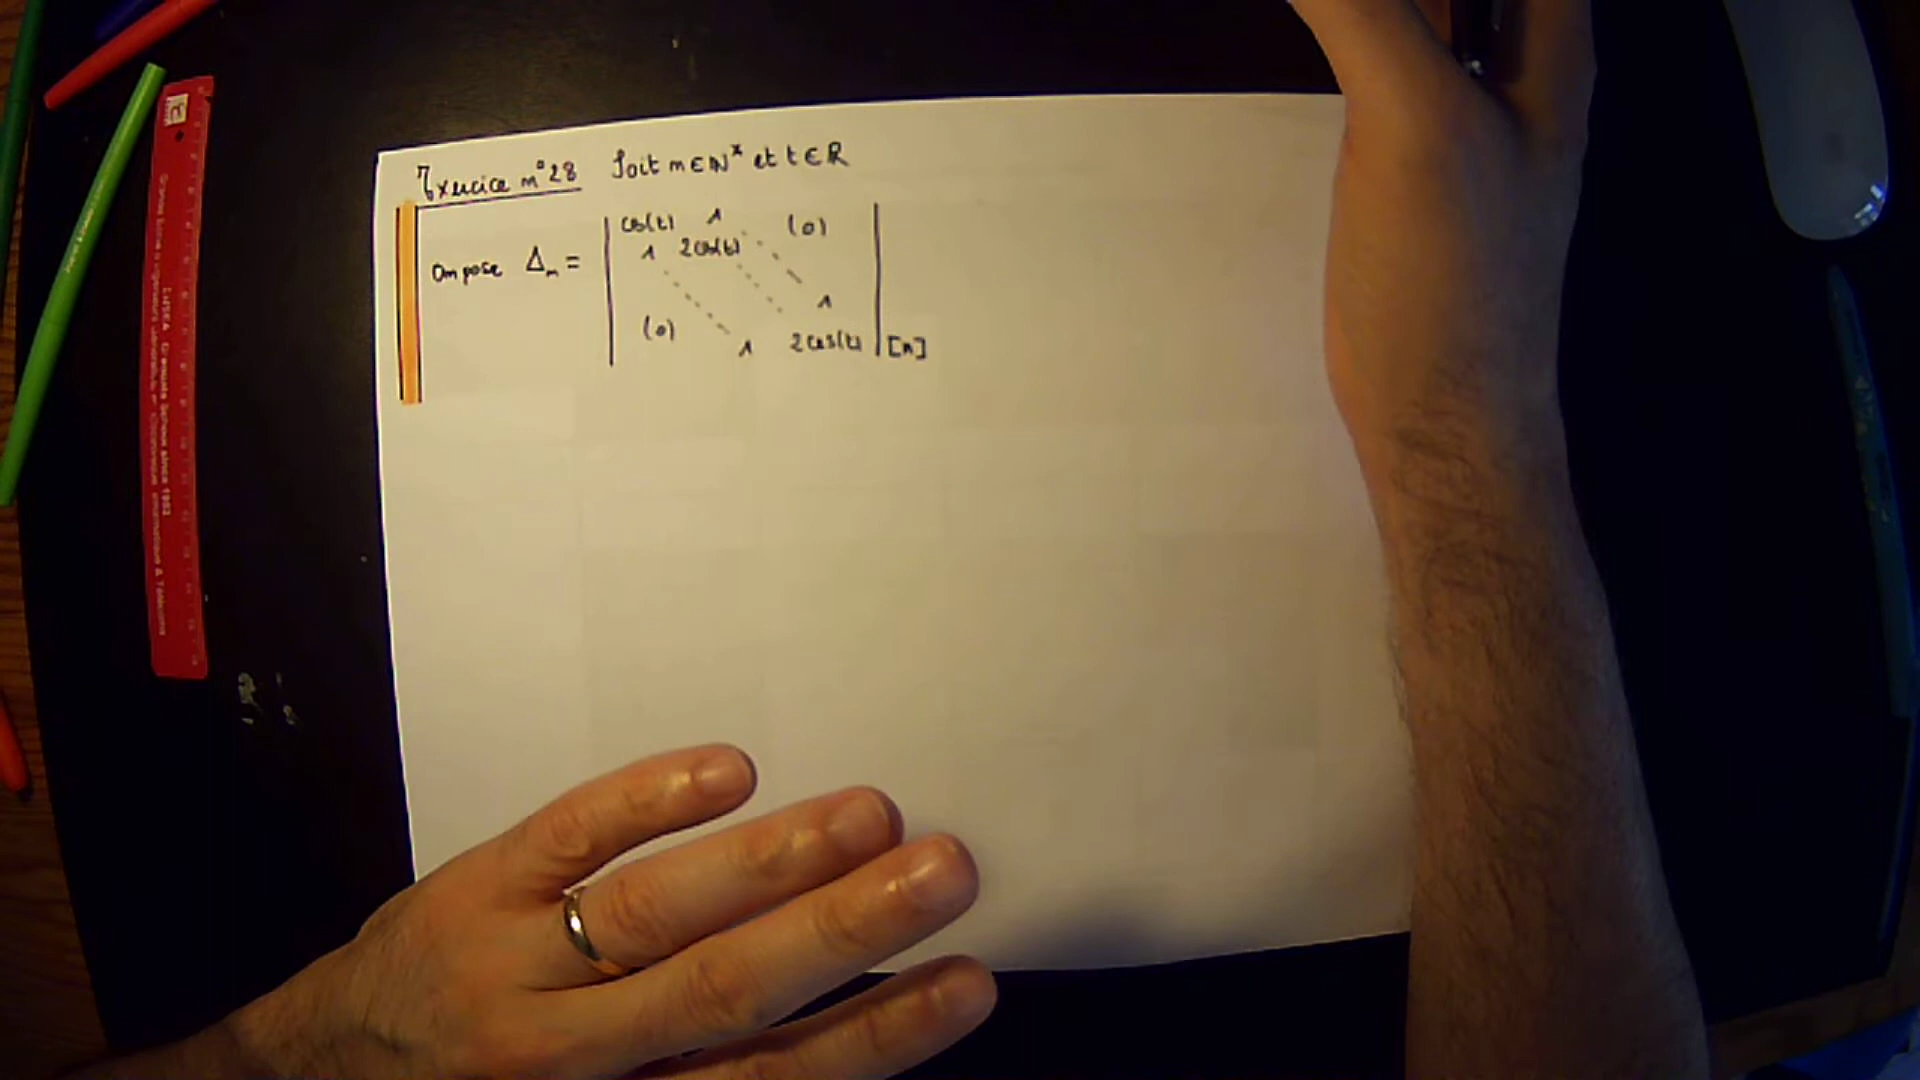 Exercice n°28 Soit n ∈ N* et t ∈ R
On pose Δn = | cos(t) 1 (0)
1 2cos(t)
1
(0) 1 2cos(t) | [n]